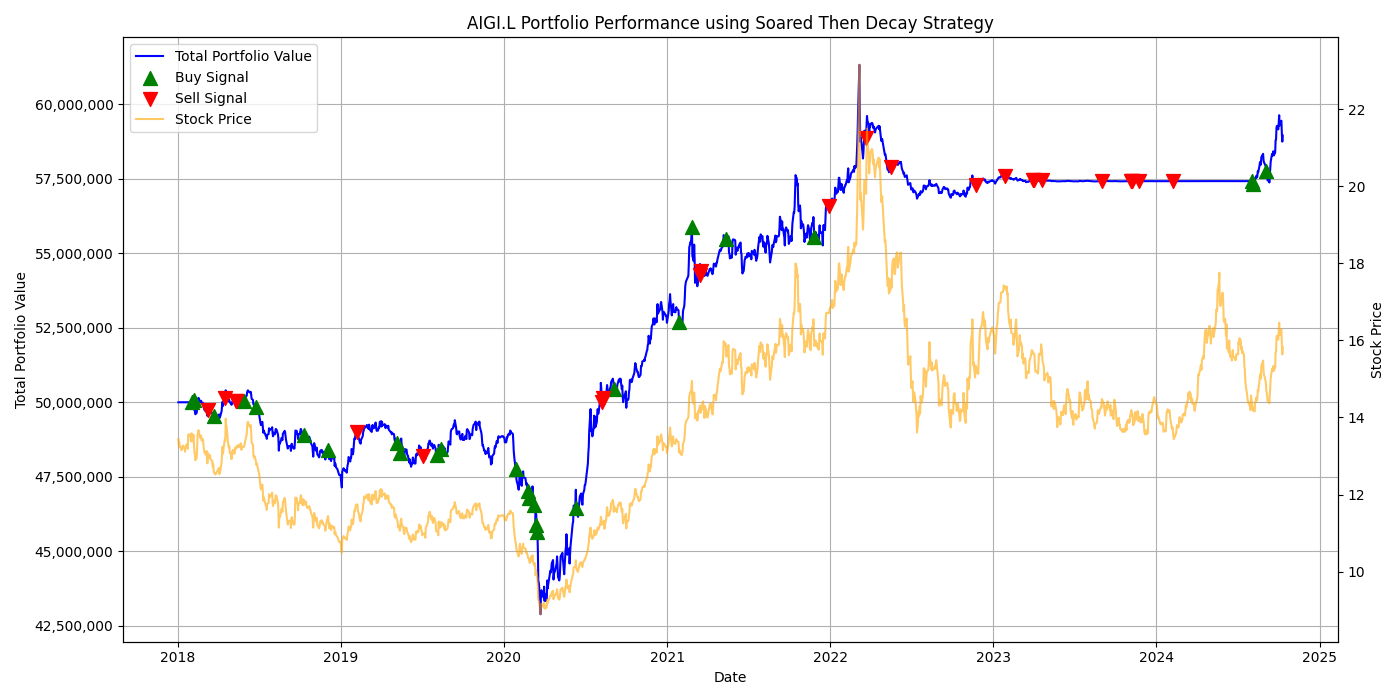 AIGI.L Portfolio Performance using Soared Then Decay Strategy
Total Portfolio Value
Buy Signal
Sell Signal
Stock Price
60,000,000
57,500,000
55,000,000
52,500,000
50,000,000
47,500,000
45,000,000
42,500,000
Total Portfolio Value
22
20
18
16
14
12
10
Stock Price
2018
2019
2020
2021
2022
2023
2024
2025
Date